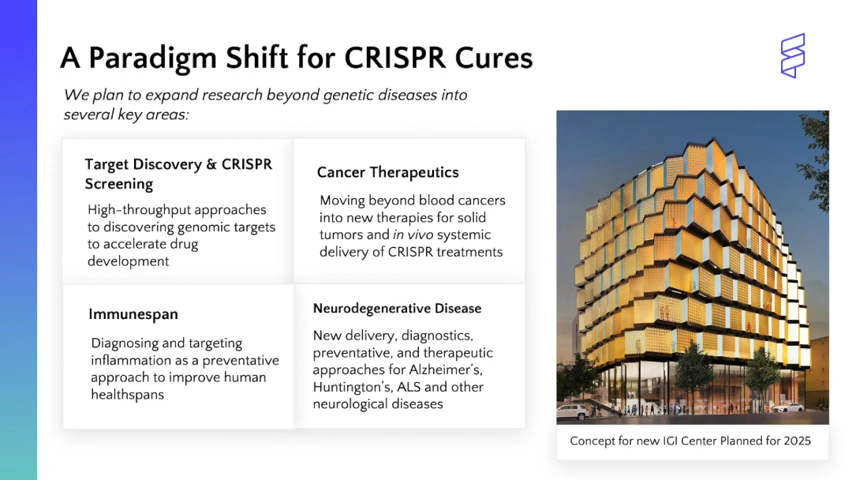 A Paradigm Shift for CRISPR Cures
We plan to expand research beyond genetic diseases into
several key areas:
Target Discovery & CRISPR
Screening
High-throughput approaches
to discovering genomic targets
to accelerate drug
development
Cancer Therapeutics
Moving beyond blood cancers
into new therapies for solid
tumors and in vivo systemic
delivery of CRISPR treatments
Immunespan
Diagnosing and targeting
inflammation as a preventative
approach to improve human
healthspans
Neurodegenerative Disease
New delivery, diagnostics,
preventative, and therapeutic
approaches for Alzheimer's,
Huntington's, ALS and other
neurological diseases
Concept for new IGI Center Planned for 2025